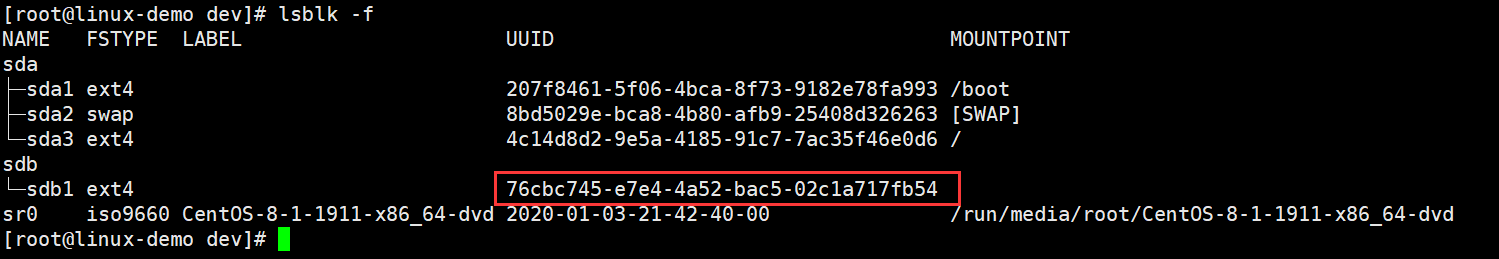 [root@linux-demo dev]# lsblk -f
NAME   FSTYPE  LABEL                      UUID                                 MOUNTPOINT
sda
├─sda1 ext4                               207f8461-5f06-4bca-8f73-9182e78fa993 /boot
├─sda2 swap                               8bd5029e-bca8-4b80-afb9-25408d326263 [SWAP]
└─sda3 ext4                               4c14d8d2-9e5a-4185-91c7-7ac35f46e0d6 /
sdb
└─sdb1 ext4                               76cbc745-e7e4-4a52-bac5-02c1a717fb54
sr0    iso9660 CentOS-8-1-1911-x86_64-dvd 2020-01-03-21-42-40-00               /run/media/root/CentOS-8-1-1911-x86_64-dvd
[root@linux-demo dev]#